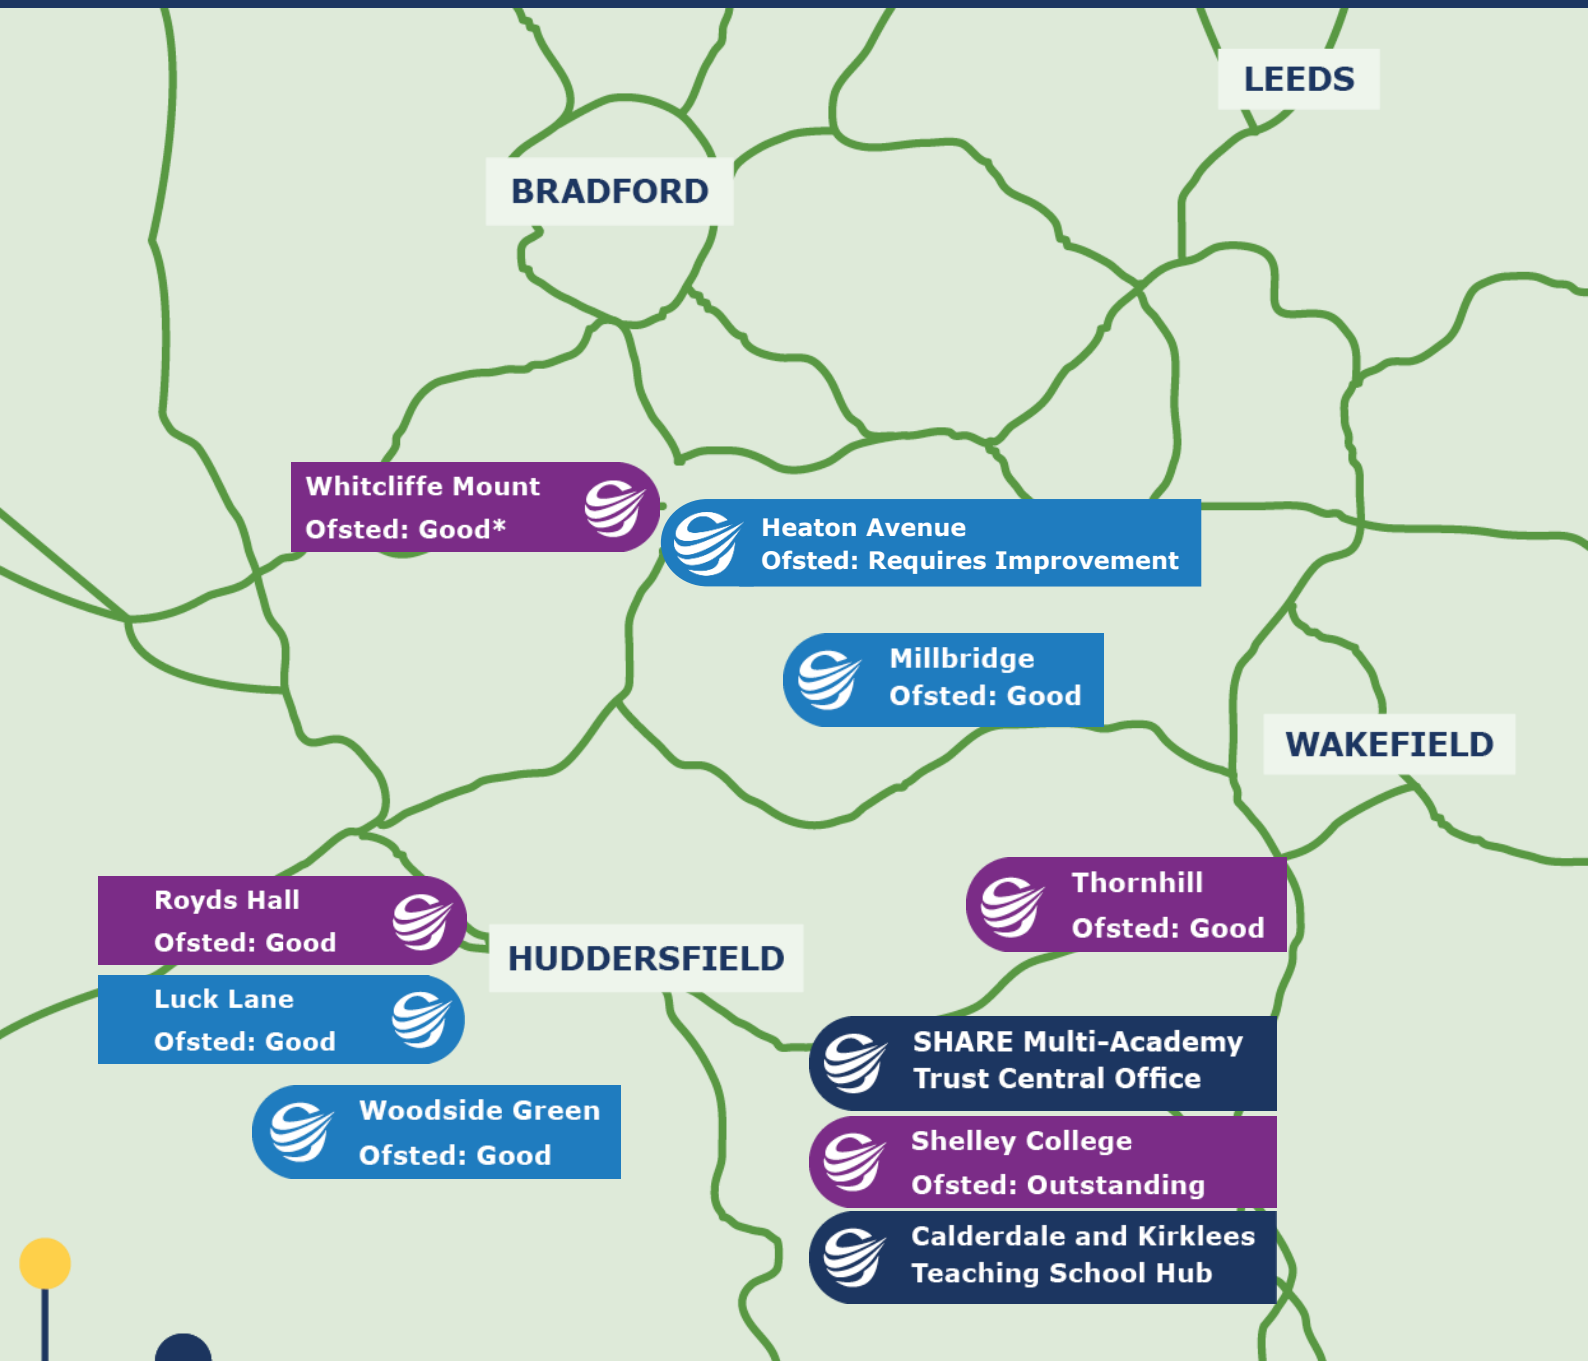 LEEDS
BRADFORD
Whitcliffe Mount
Ofsted: Good*
Heaton Avenue
Ofsted: Requires Improvement
Millbridge
Ofsted: Good
WAKEFIELD
Royds Hall
Ofsted: Good
Thornhill
Ofsted: Good
HUDDERSFIELD
Luck Lane
Ofsted: Good
SHARE Multi-Academy
Trust Central Office
Woodside Green
Ofsted: Good
Shelley College
Ofsted: Outstanding
Calderdale and Kirklees
Teaching School Hub